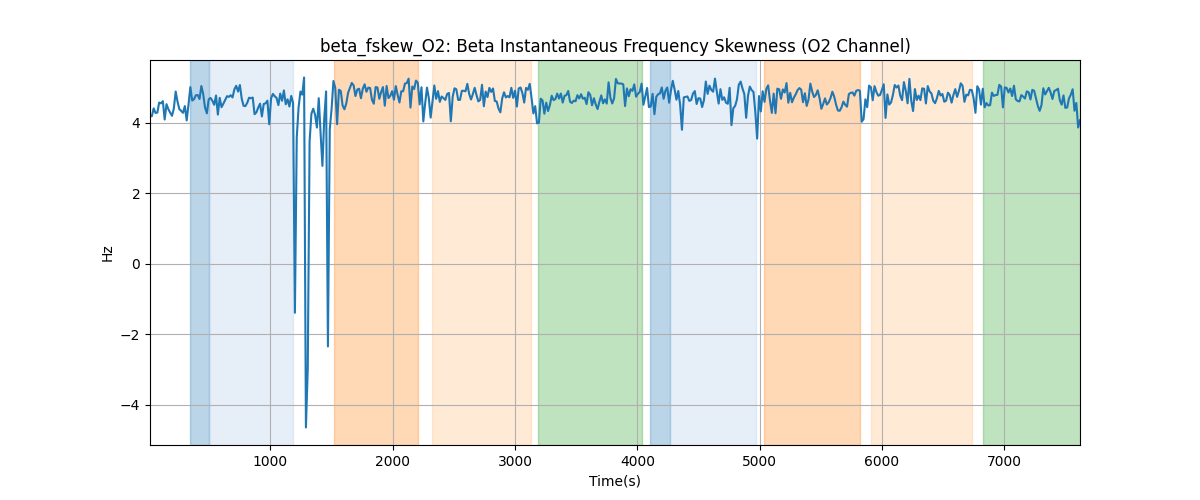 beta_fskew_O2: Beta Instantaneous Frequency Skewness (O2 Channel)
4
2
0
−2
−4
Hz
1000 2000 3000 4000 5000 6000 7000
Time(s)